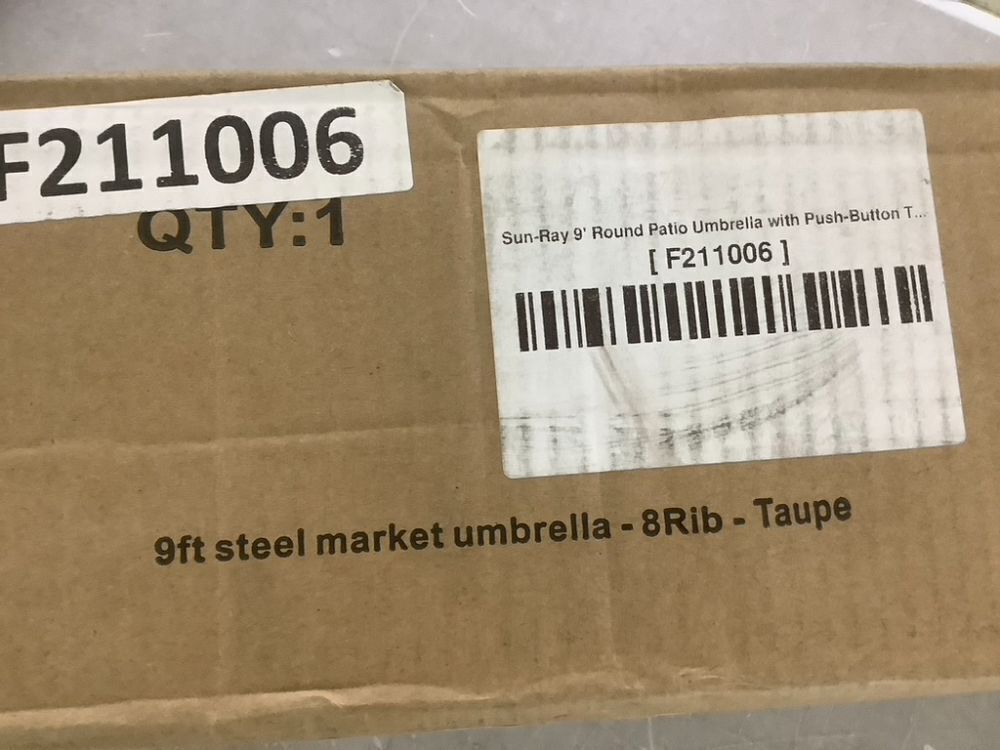 F211006
QTY:1
Sun-Ray 9' Round Patio Umbrella with Push-Button T...
[ F211006 ]
9ft steel market umbrella - 8Rib - Taupe